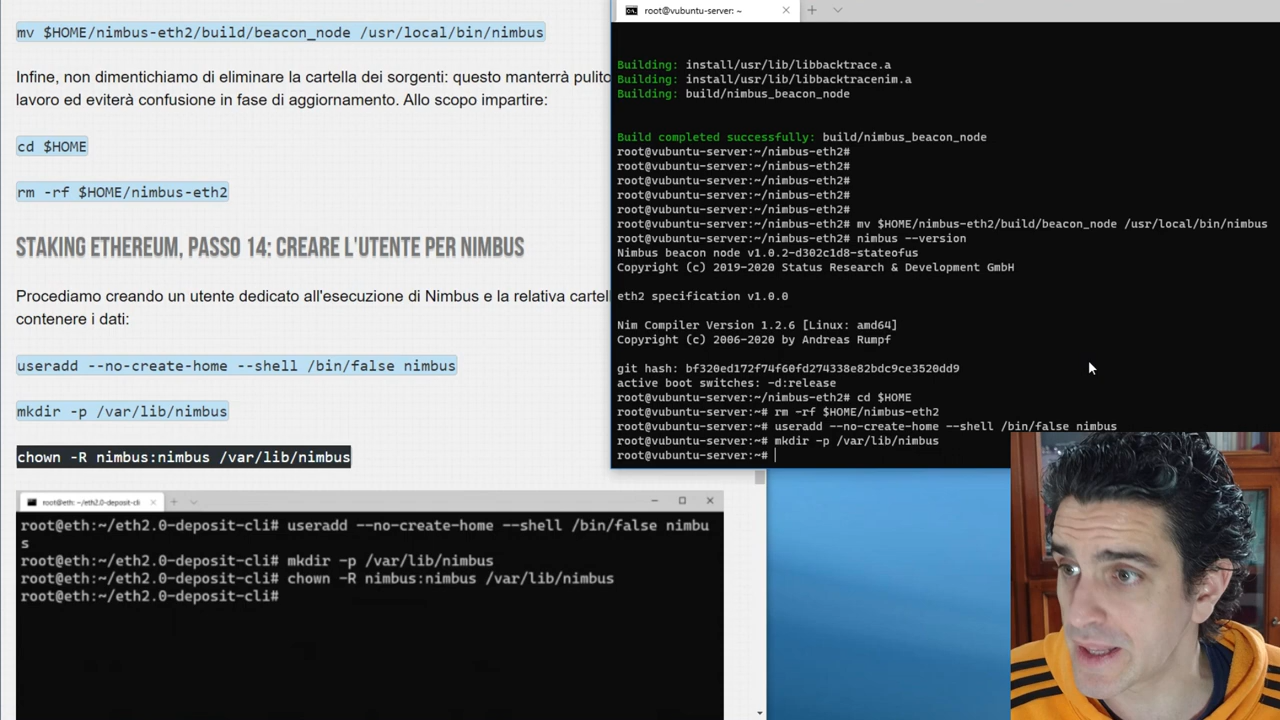 mv $HOME/nimbus-eth2/build/beacon_node /usr/local/bin/nimbus
Infine, non dimentichiamo di eliminare la cartella dei sorgenti: questo manterrà pulito
lavoro ed eviterà confusione in fase di aggiornamento. Allo scopo impartire:
cd $HOME
rm -rf $HOME/nimbus-eth2
STAKING ETHEREUM, PASSO 14: CREARE L'UTENTE PER NIMBUS
Procediamo creando un utente dedicato all'esecuzione di Nimbus e la relativa cartell
contenere i dati:
useradd --no-create-home --shell /bin/false nimbus
mkdir -p /var/lib/nimbus
chown -R nimbus:nimbus /var/lib/nimbus
root@eth: ~/eth2.0-deposit-cli
root@eth:~/eth2.0-deposit-cli# useradd --no-create-home --shell /bin/false nimbu
s
root@eth:~/eth2.0-deposit-cli# mkdir -p /var/lib/nimbus
root@eth:~/eth2.0-deposit-cli# chown -R nimbus:nimbus /var/lib/nimbus
root@eth:~/eth2.0-deposit-cli#
root@vubuntu-server: ~
Building: install/usr/lib/libbacktrace.a
Building: install/usr/lib/libbacktracenim.a
Building: build/nimbus_beacon_node
Build completed successfully: build/nimbus_beacon_node
root@vubuntu-server:~/nimbus-eth2#
root@vubuntu-server:~/nimbus-eth2#
root@vubuntu-server:~/nimbus-eth2#
root@vubuntu-server:~/nimbus-eth2#
root@vubuntu-server:~/nimbus-eth2#
root@vubuntu-server:~/nimbus-eth2# mv $HOME/nimbus-eth2/build/beacon_node /usr/local/bin/nimbus
root@vubuntu-server:~/nimbus-eth2# nimbus --version
Nimbus beacon node v1.0.2-d302c1d8-stateofus
Copyright (c) 2019-2020 Status Research & Development GmbH
eth2 specification v1.0.0
Nim Compiler Version 1.2.6 [Linux: amd64]
Copyright (c) 2006-2020 by Andreas Rumpf
git hash: bf320ed172f74f60fd274338e82bdc9ce3520dd9
active boot switches: -d:release
root@vubuntu-server:~/nimbus-eth2# cd $HOME
root@vubuntu-server:~# rm -rf $HOME/nimbus-eth2
root@vubuntu-server:~# useradd --no-create-home --shell /bin/false nimbus
root@vubuntu-server:~# mkdir -p /var/lib/nimbus
root@vubuntu-server:~#